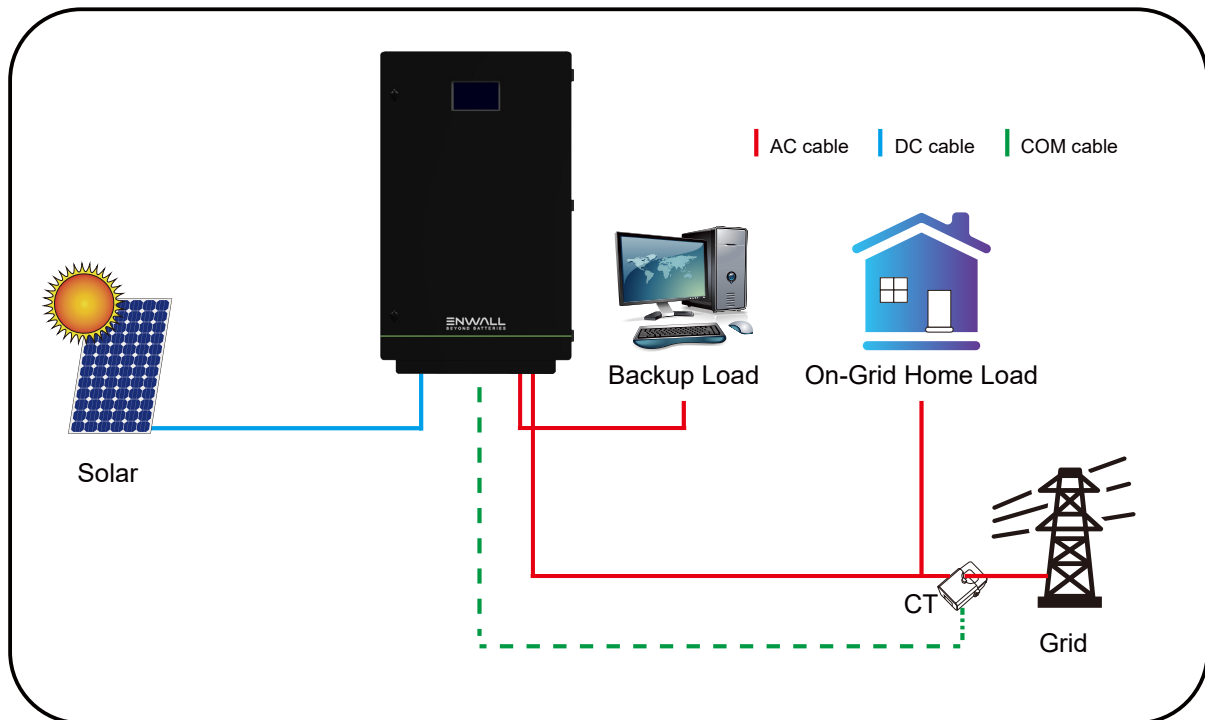 AC cable
DC cable
COM cable
ENWALL
BEYOND BATTERIES
Backup Load
On-Grid Home Load
Solar
CT
Grid